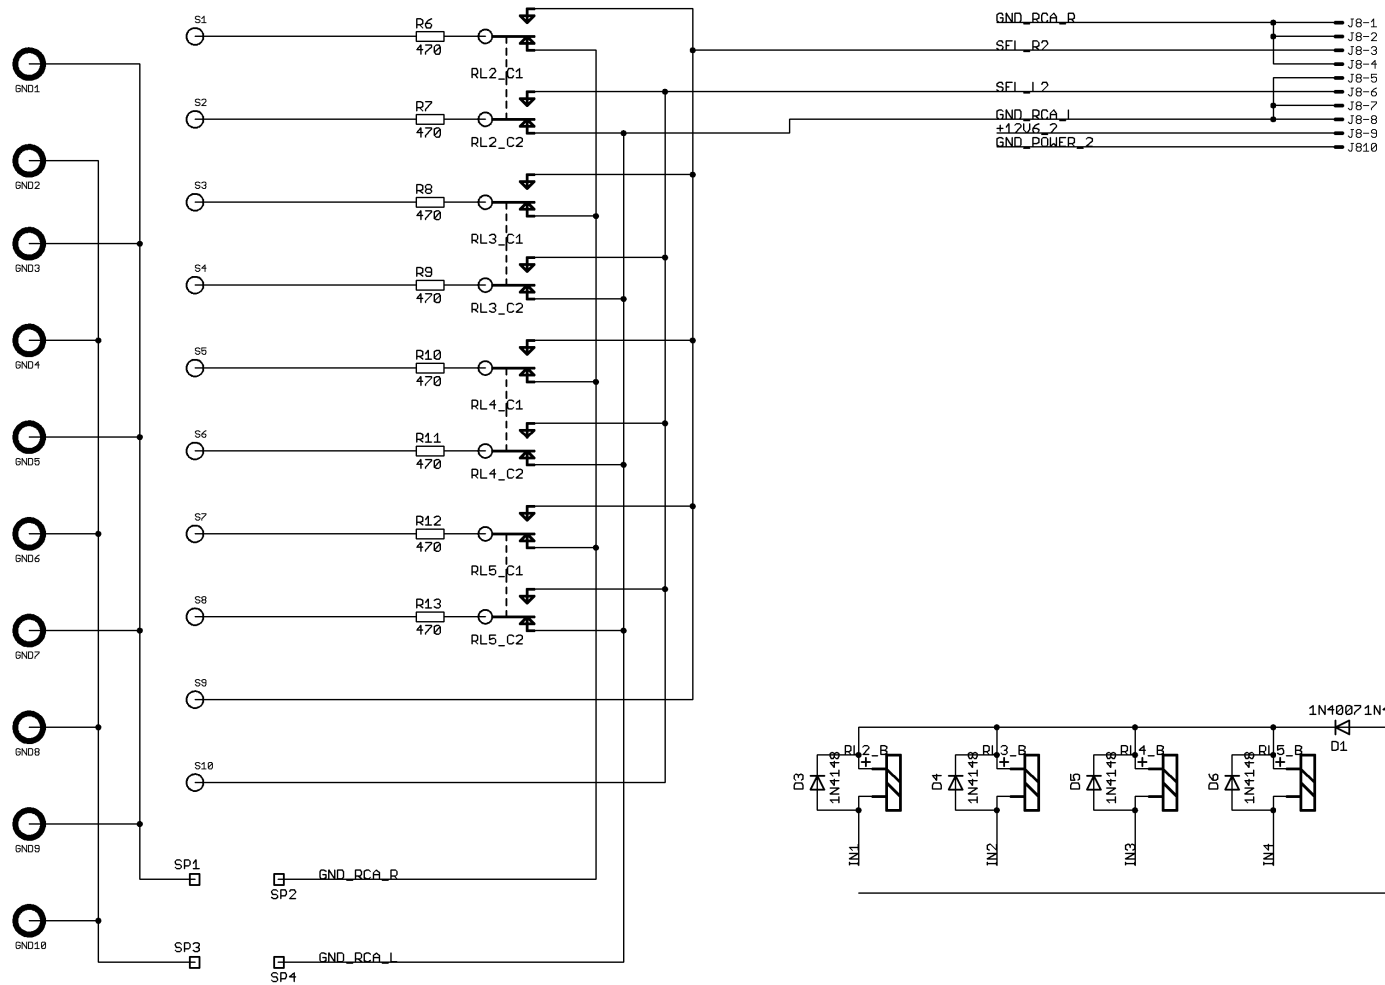 S1
R6
470
RL2_C1
GND1
S2
R7
470
RL2_C2
GND2
S3
R8
470
RL3_C1
GND3
S4
R9
470
RL3_C2
GND4
S5
R10
470
RL4_C1
GND5
S6
R11
470
RL4_C2
GND6
S7
R12
470
RL5_C1
GND7
S8
R13
470
RL5_C2
GND8
S9
S10
GND9
SP1
GND_RCA_R
SP2
GND10
SP3
GND_RCA_L
SP4
GND_RCA_R
SEL_R2
SEL_L2
GND_RCA_L
+12V6_2
GND_POWER_2
J8-1
J8-2
J8-3
J8-4
J8-5
J8-6
J8-7
J8-8
J8-9
J810
1N40071N4
D1
RL2_B
+
D3
1N4148
IN1
RL3_B
+
D4
1N4148
IN2
RL4_B
+
D5
1N4148
IN3
RL5_B
+
D6
1N4148
IN4